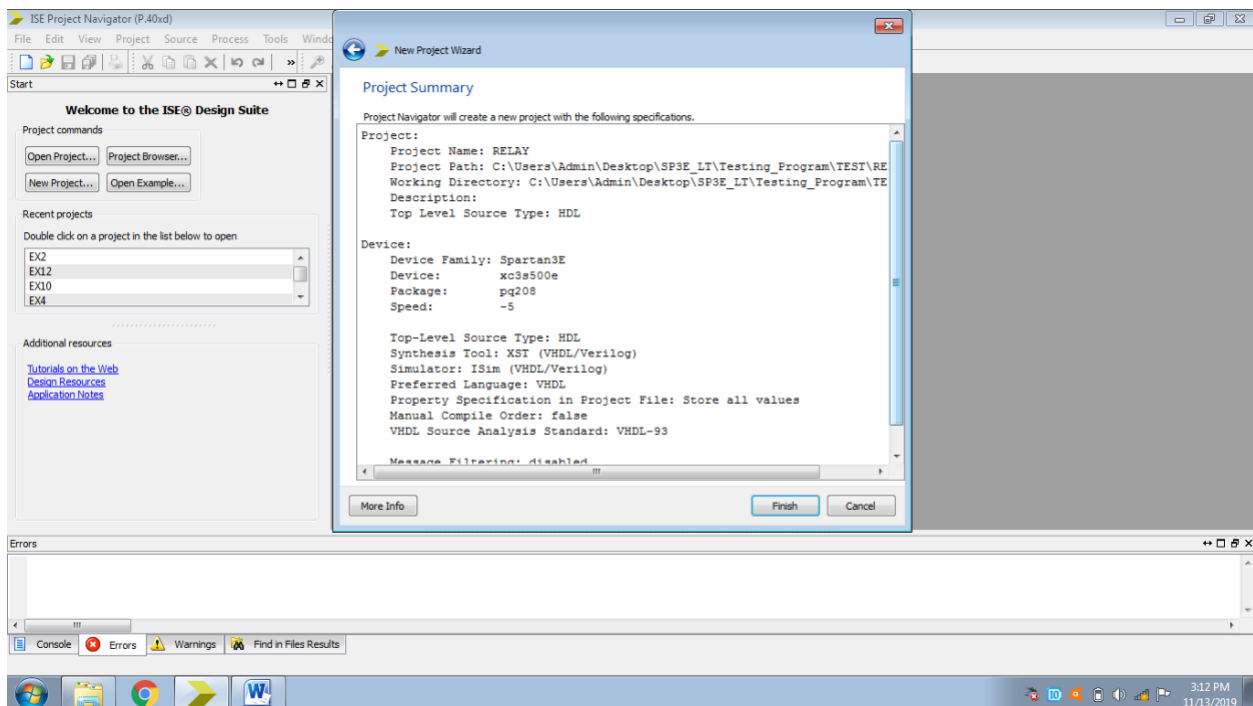 ISE Project Navigator (P.40xd)
File Edit View Project Source Process Tools Windo
»
Start
Welcome to the ISE® Design Suite
Project commands
Open Project... Project Browser...
New Project... Open Example...
Recent projects
Double click on a project in the list below to open
EX2
EX12
EX10
EX4
Additional resources
Tutorials on the Web
Design Resources
Application Notes
New Project Wizard
Project Summary
Project Navigator will create a new project with the following specifications.
Project:
Project Name: RELAY
Project Path: C:\Users\Admin\Desktop\SP3E_LT\Testing_Program\TEST\RE
Working Directory: C:\Users\Admin\Desktop\SP3E_LT\Testing_Program\TE
Description:
Top Level Source Type: HDL
Device:
Device Family: Spartan3E
Device: xc3s500e
Package: pq208
Speed: -5
Top-Level Source Type: HDL
Synthesis Tool: XST (VHDL/Verilog)
Simulator: ISim (VHDL/Verilog)
Preferred Language: VHDL
Property Specification in Project File: Store all values
Manual Compile Order: false
VHDL Source Analysis Standard: VHDL-93
Message Filtering: disabled
More Info Finish Cancel
Errors
Console Errors Warnings Find in Files Results
W
3:12 PM
11/13/2019